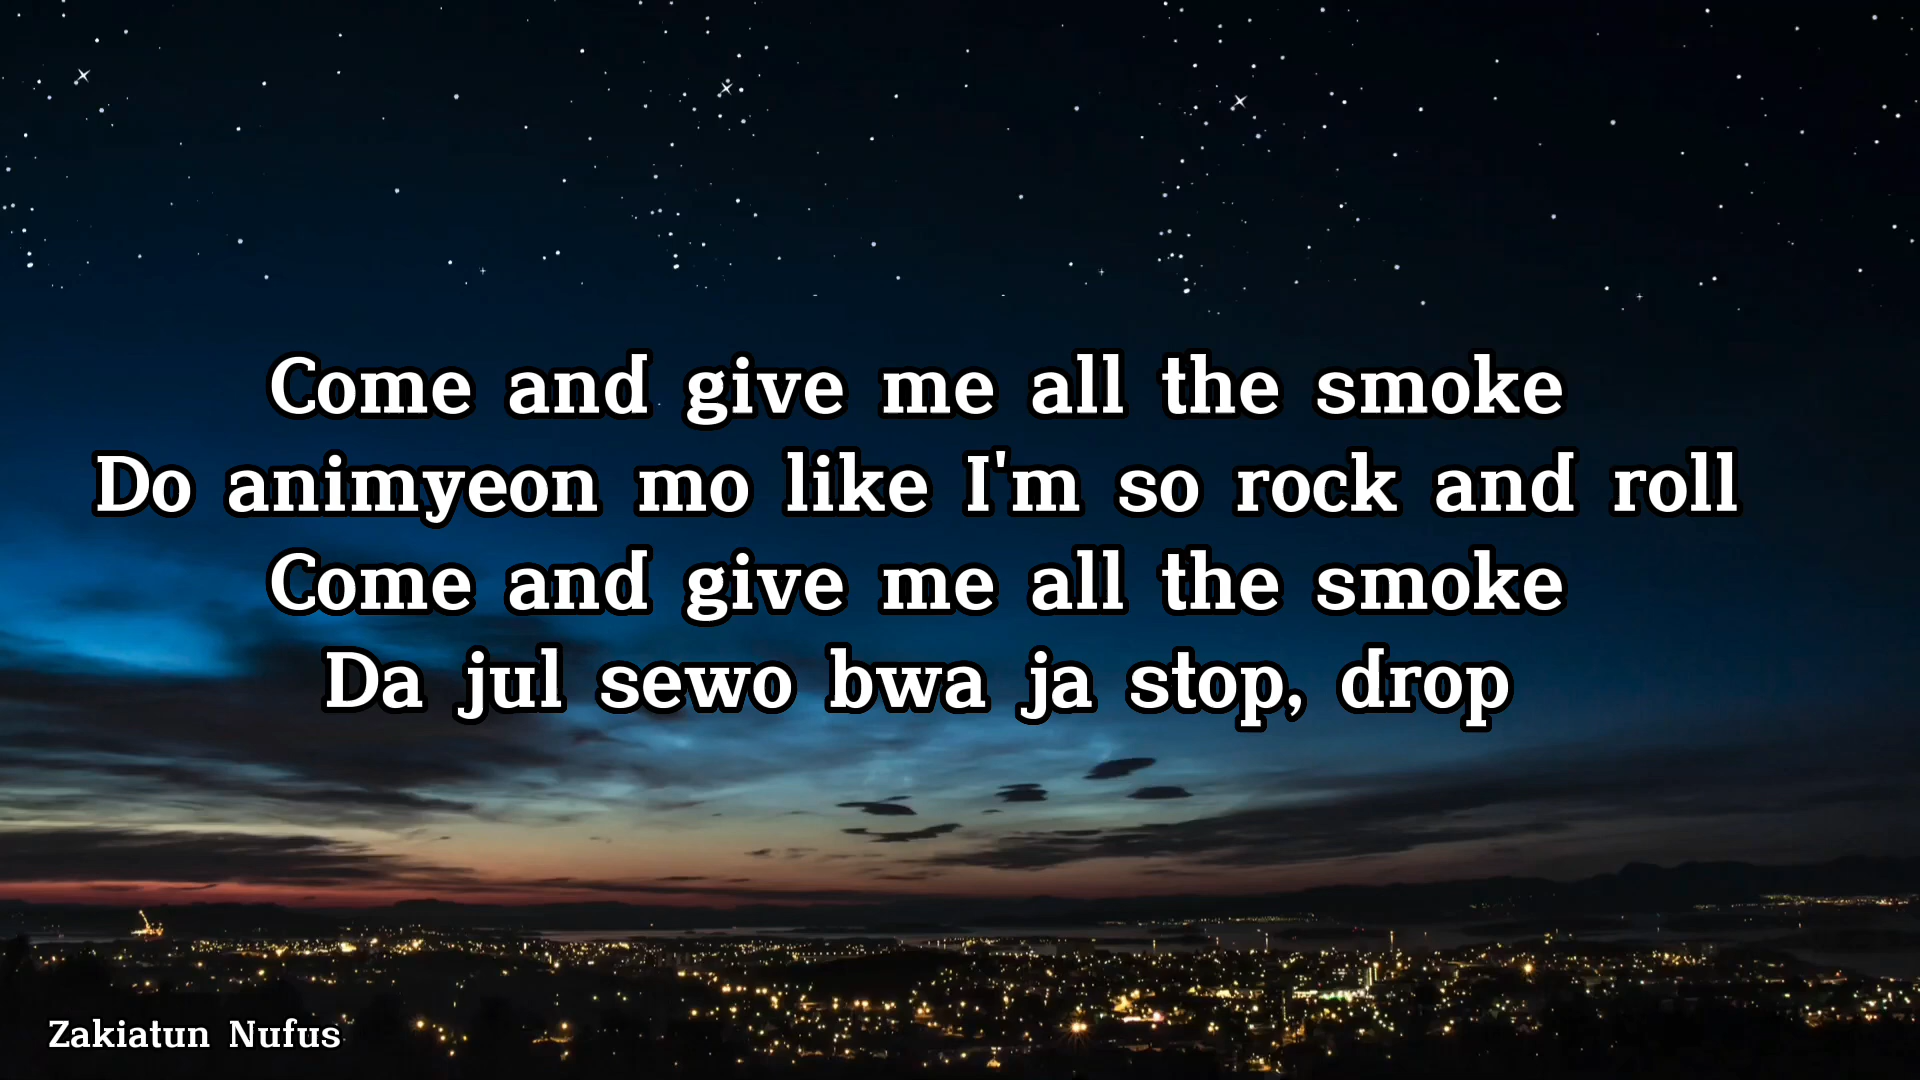 Come and give me all the smoke
Do animyeon mo like I'm so rock and roll
Come and give me all the smoke
Da jul sewo bwa ja stop, drop
Zakiatun Nufus